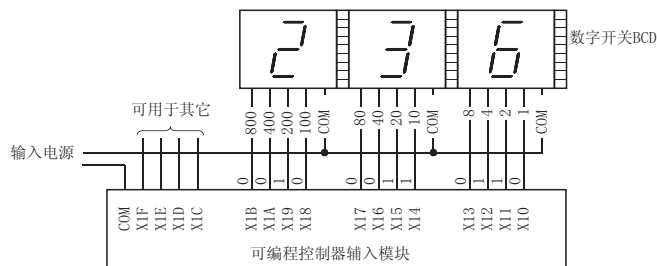 2 3 6
数字开关BCD
可用于其它
800 400 200 100 COM 80 40 20 10 COM 8 4 2 1 COM
输入电源
0 0 1 0 0 0 1 1 0 1 1 0
COM X1F X1E X1D X1C X1B X1A X19 X18 X17 X16 X15 X14 X13 X12 X11 X10
可编程控制器辅入模块